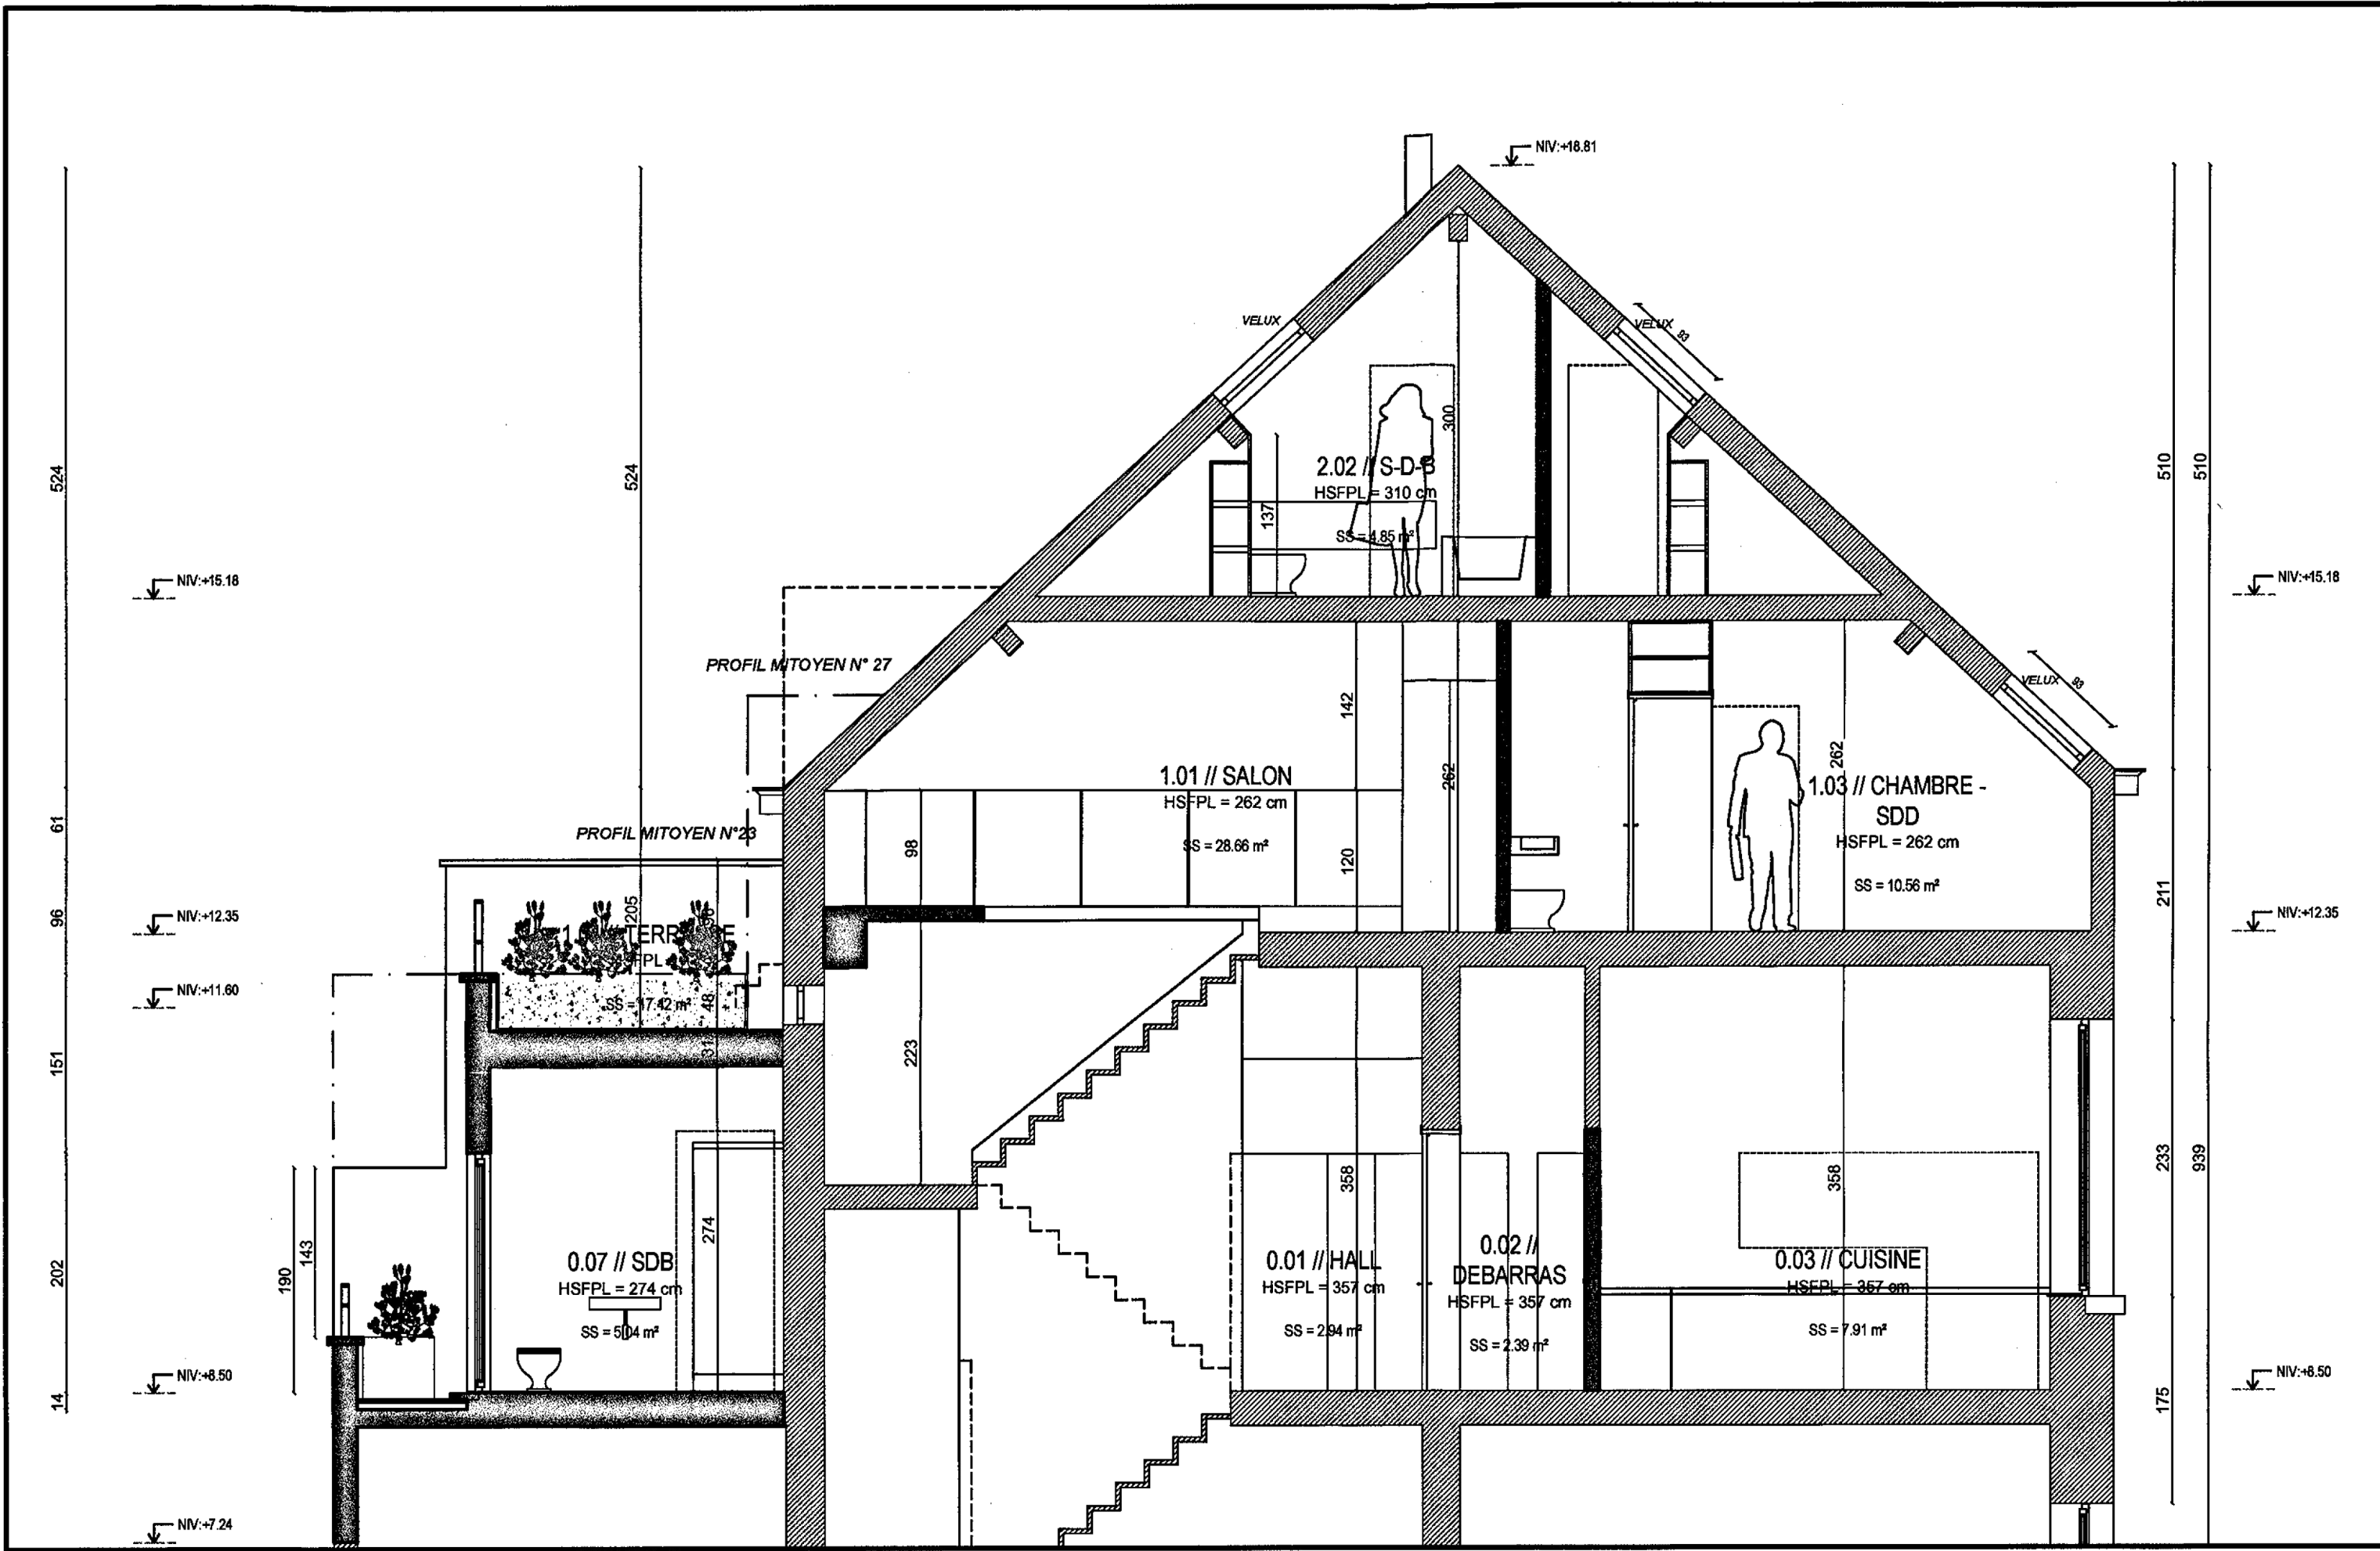 NIV:+18.81
VELUX
VELUX
93
524
524
300
510
510
2.02 // S-D-B
HSFPL = 310 cm
137
SS = 4.85 m²
NIV:+15.18
NIV:+15.18
PROFIL MITOYEN N° 27
VELUX
93
142
262
262
1.01 // SALON
HSFPL = 262 cm
SS = 28.66 m²
1.03 // CHAMBRE -
SDD
HSFPL = 262 cm
SS = 10.56 m²
61
PROFIL MITOYEN N°23
98
120
211
96
NIV:+12.35
205
NIV:+12.35
NIV:+11.60
SS = 17.42 m²
48
31
151
223
358
358
233
939
274
143
190
202
0.07 // SDB
HSFPL = 274 cm
SS = 5.04 m²
0.01 // HALL
HSFPL = 357 cm
SS = 2.94 m²
0.02 //
DEBARRAS
HSFPL = 357 cm
SS = 2.39 m²
0.03 // CUISINE
HSFPL = 357 cm
SS = 7.91 m²
14
NIV:+8.50
175
NIV:+8.50
NIV:+7.24